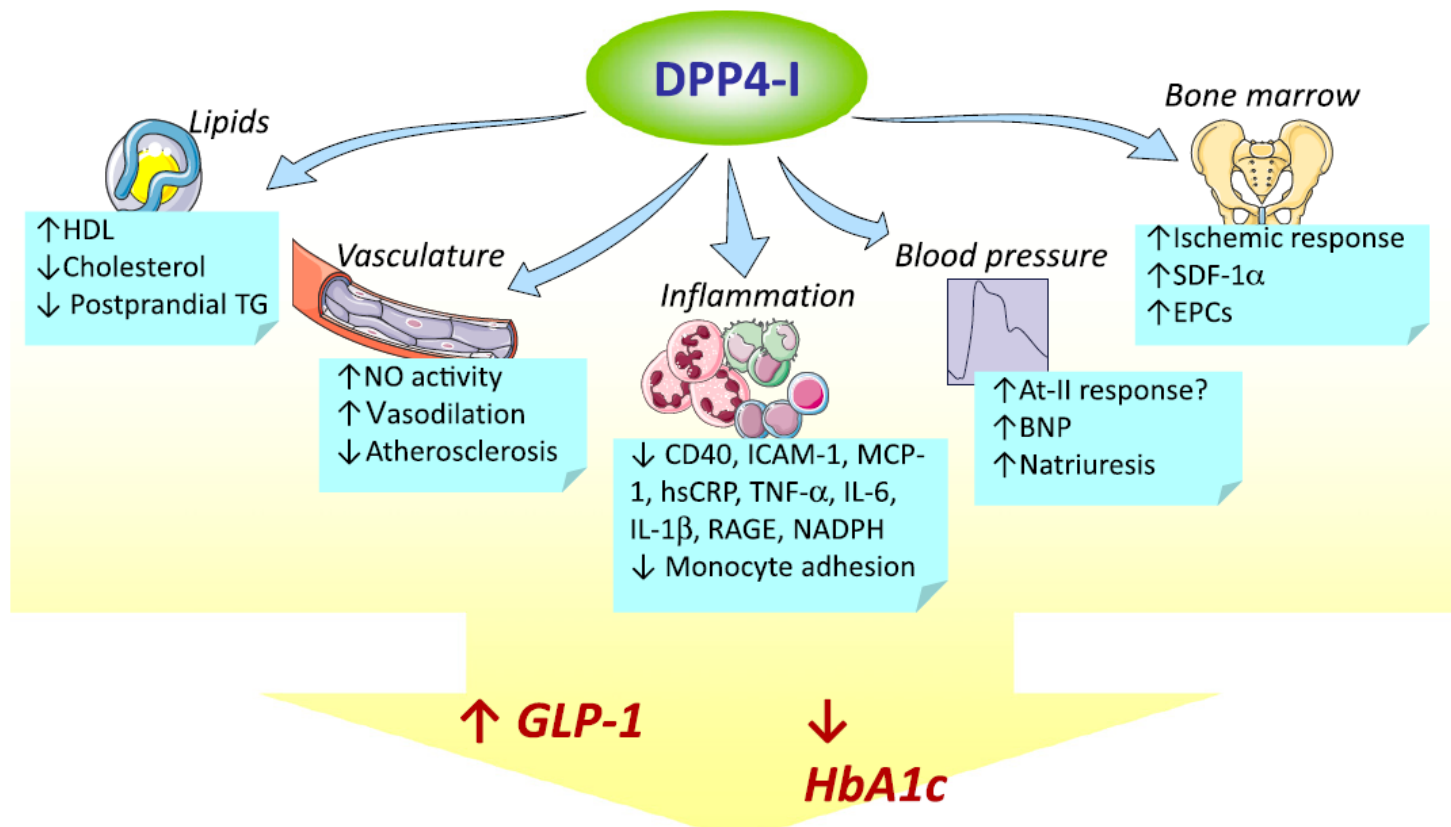 DPP4-I
Lipids
↑HDL
↓Cholesterol
↓ Postprandial TG
Vasculature
↑NO activity
↑Vasodilation
↓Atherosclerosis
Inflammation
↓ CD40, ICAM-1, MCP-
1, hsCRP, TNF-α, IL-6,
IL-1β, RAGE, NADPH
↓ Monocyte adhesion
Blood pressure
↑At-II response?
↑BNP
↑Natriuresis
Bone marrow
↑Ischemic response
↑SDF-1α
↑EPCs
↑ GLP-1
↓
HbA1c